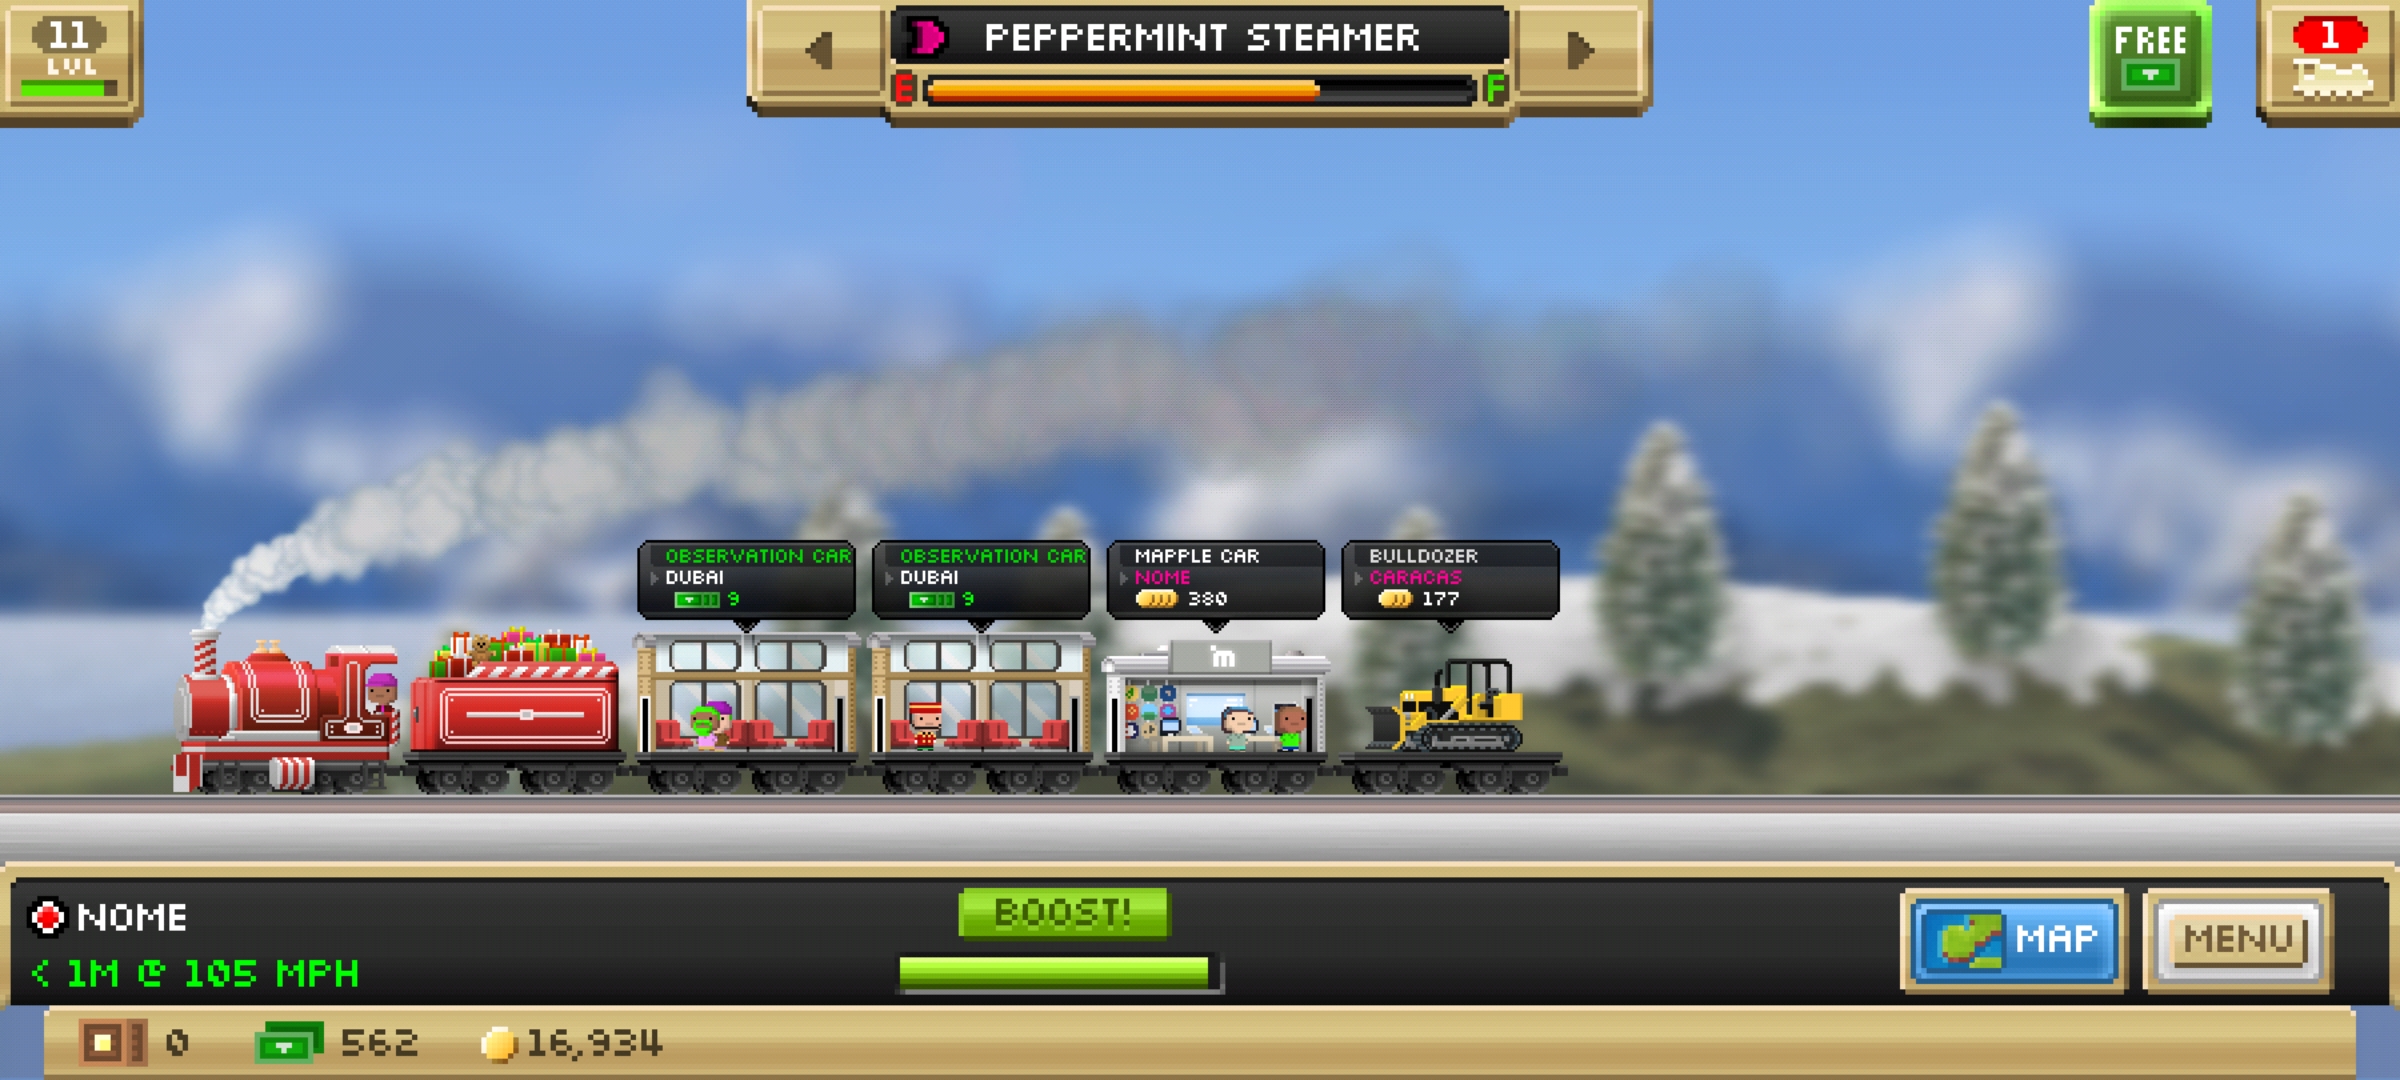 11
LVL
PEPPERMINT STEAMER
E F
FREE
1
OBSERVATION CAR
DUBAI
9
OBSERVATION CAR
DUBAI
9
MAPPLE CAR
NOME
380
BULLDOZER
CARACAS
177
m
NOME
< 1M @ 105 MPH
BOOST!
MAP
MENU
0
562
16,934